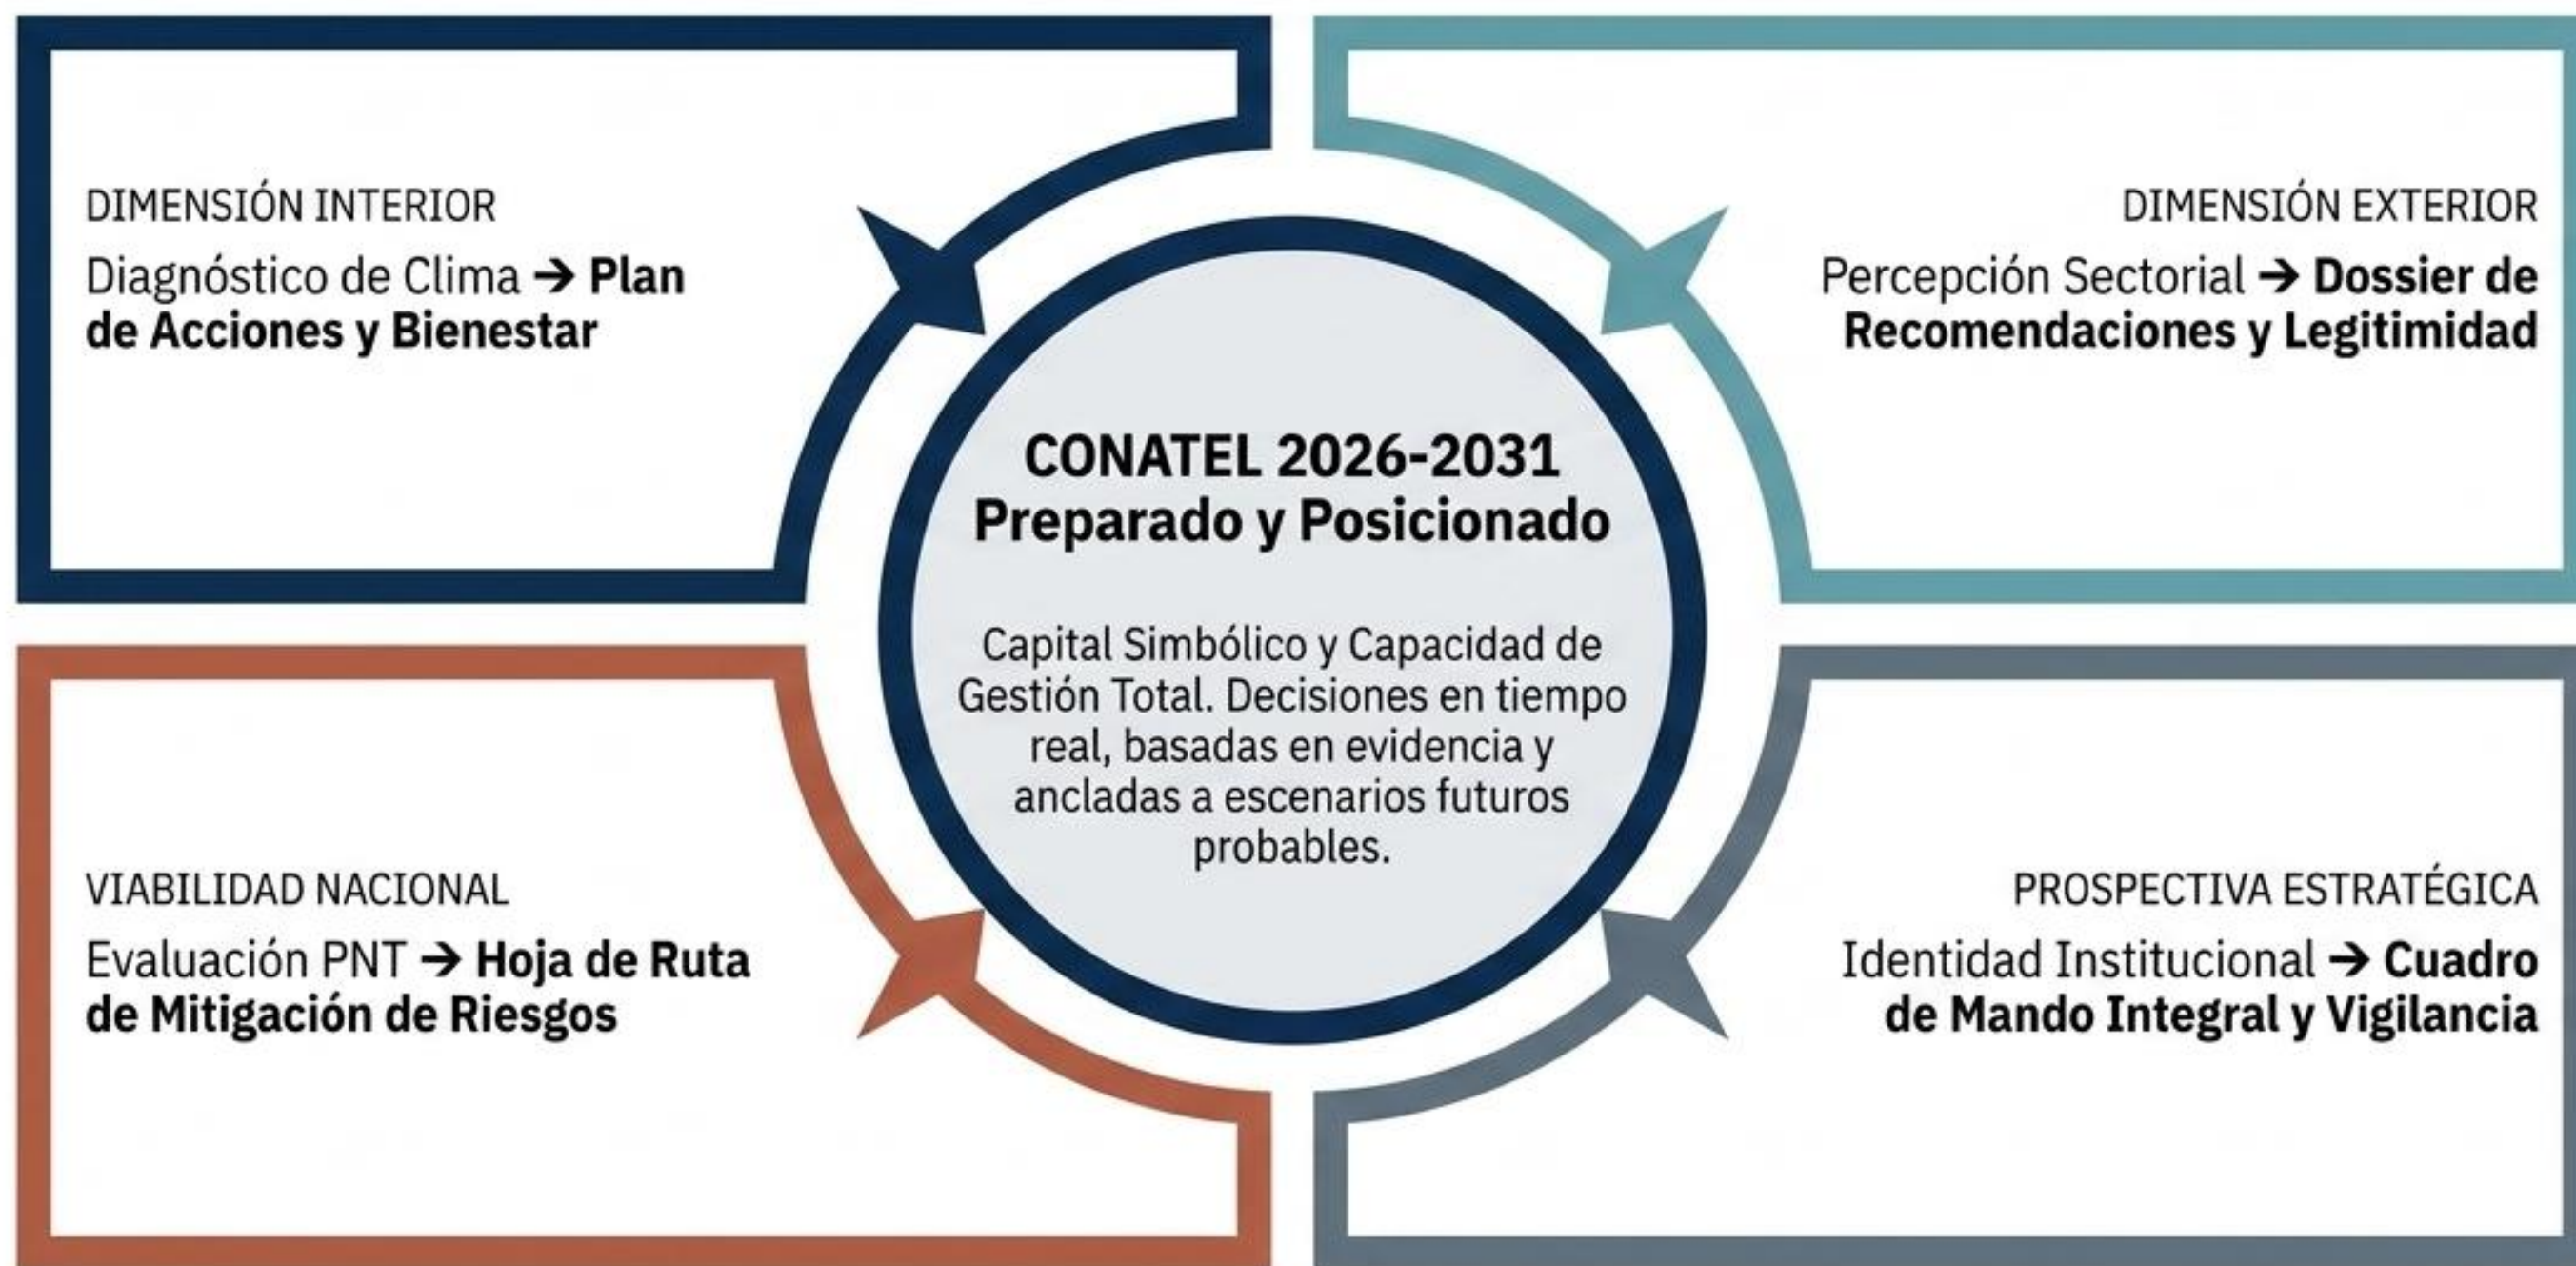 DIMENSIÓN INTERIOR
Diagnóstico de Clima → Plan
de Acciones y Bienestar
DIMENSIÓN EXTERIOR
Percepción Sectorial → Dossier de
Recomendaciones y Legitimidad
CONATEL 2026-2031
Preparado y Posicionado
Capital Simbólico y Capacidad de
Gestión Total. Decisiones en tiempo
real, basadas en evidencia y
ancladas a escenarios futuros
probables.
VIABILIDAD NACIONAL
Evaluación PNT → Hoja de Ruta
de Mitigación de Riesgos
PROSPECTIVA ESTRATÉGICA
Identidad Institucional → Cuadro
de Mando Integral y Vigilancia